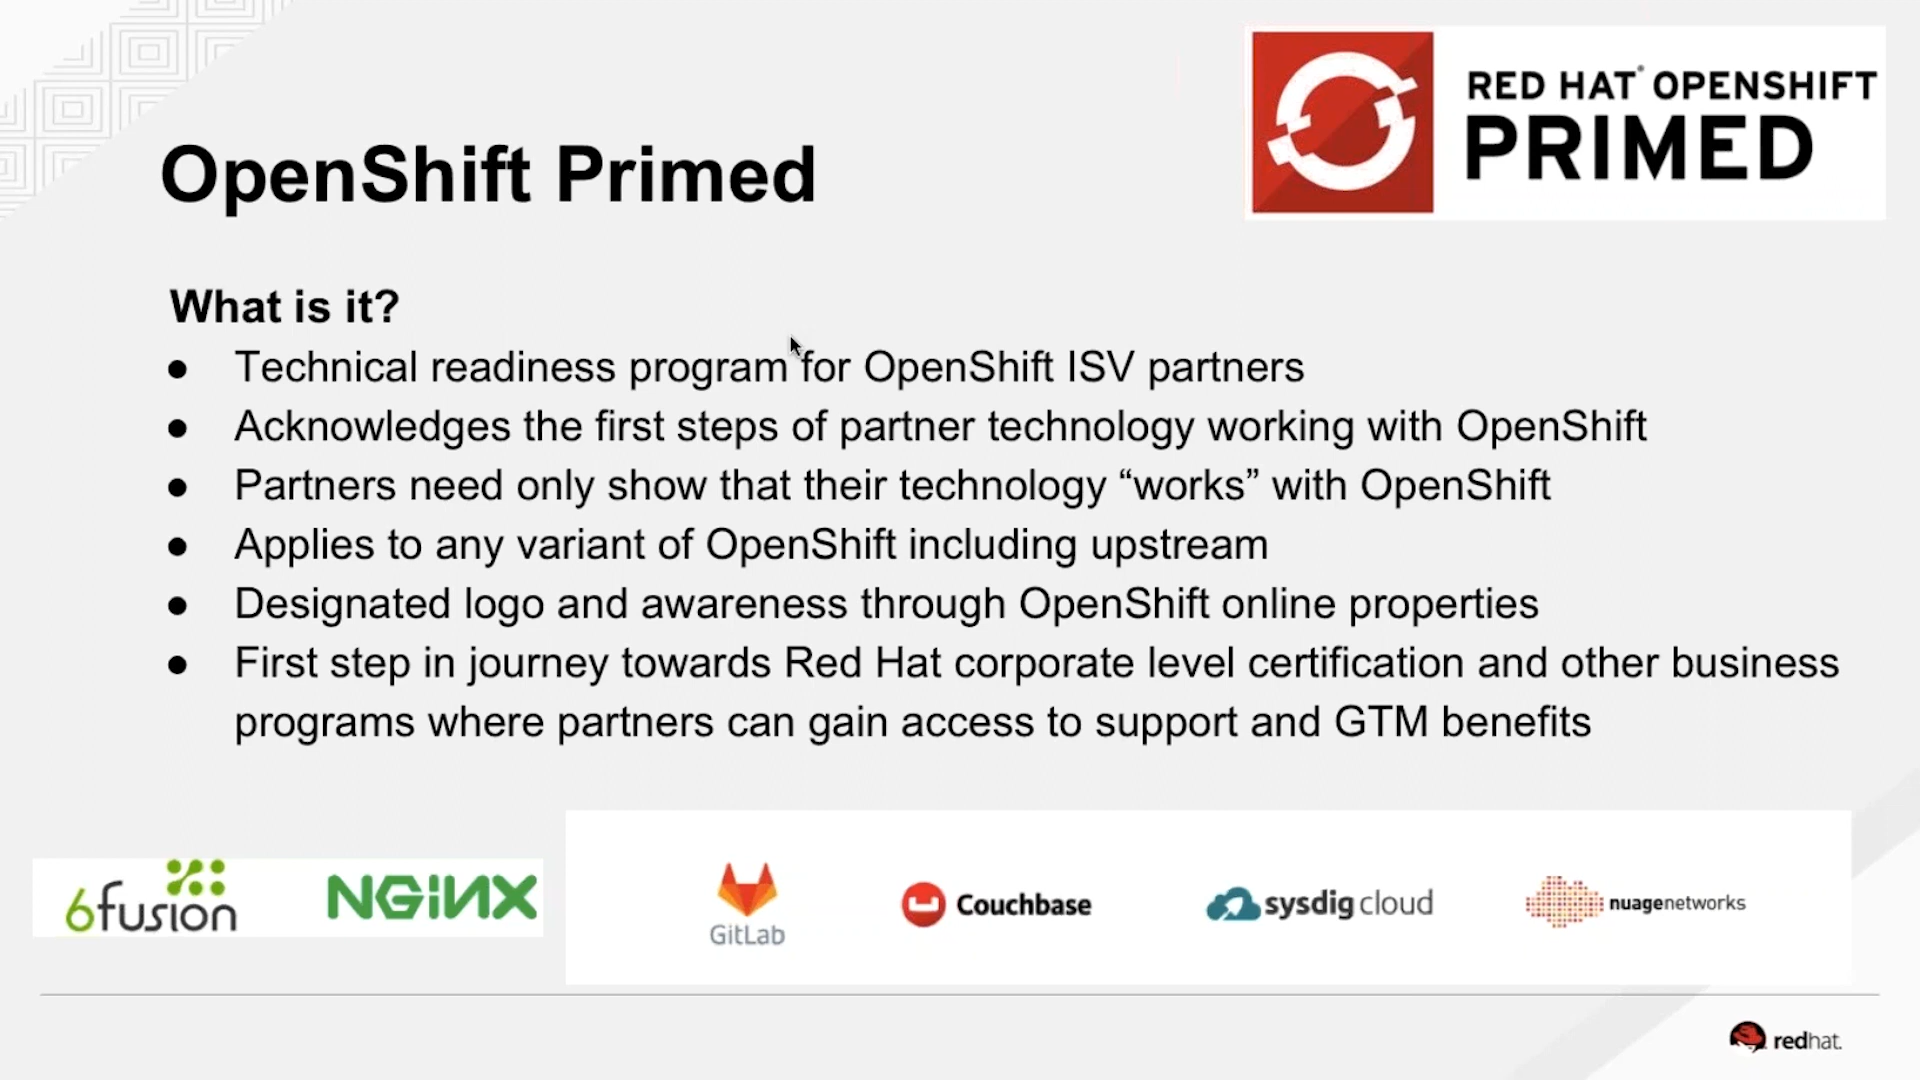 RED HAT® OPENSHIFT
PRIMED
OpenShift Primed
What is it?
● Technical readiness program for OpenShift ISV partners
● Acknowledges the first steps of partner technology working with OpenShift
● Partners need only show that their technology “works” with OpenShift
● Applies to any variant of OpenShift including upstream
● Designated logo and awareness through OpenShift online properties
● First step in journey towards Red Hat corporate level certification and other business
programs where partners can gain access to support and GTM benefits
6fusion
NGINX
GitLab
Couchbase
sysdig cloud
nuagenetworks
redhat.